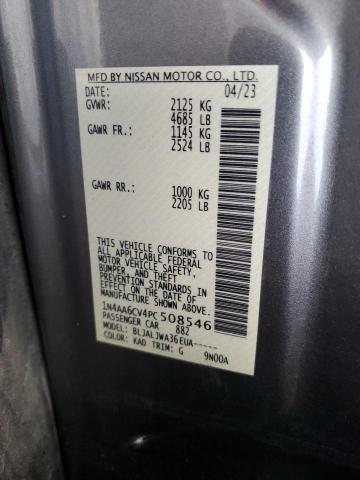 MFD BY NISSAN MOTOR CO., LTD.
DATE: 04/23
GVWR: 2125 KG
4685 LB
GAWR FR.: 1145 KG
2524 LB
GAWR RR.: 1000 KG
2205 LB
THIS VEHICLE CONFORMS TO
ALL APPLICABLE FEDERAL
MOTOR VEHICLE SAFETY,
BUMPER, AND THEFT
PREVENTION STANDARDS
IN EFFECT ON THE DATE OF
MANUFACTURE SHOWN ABOVE.
1N4AA6CV4PC508546
PASSENGER CAR 882
MODEL: BLJALJWA36EUA-----
COLOR: KAD TRIM: G 9N00A